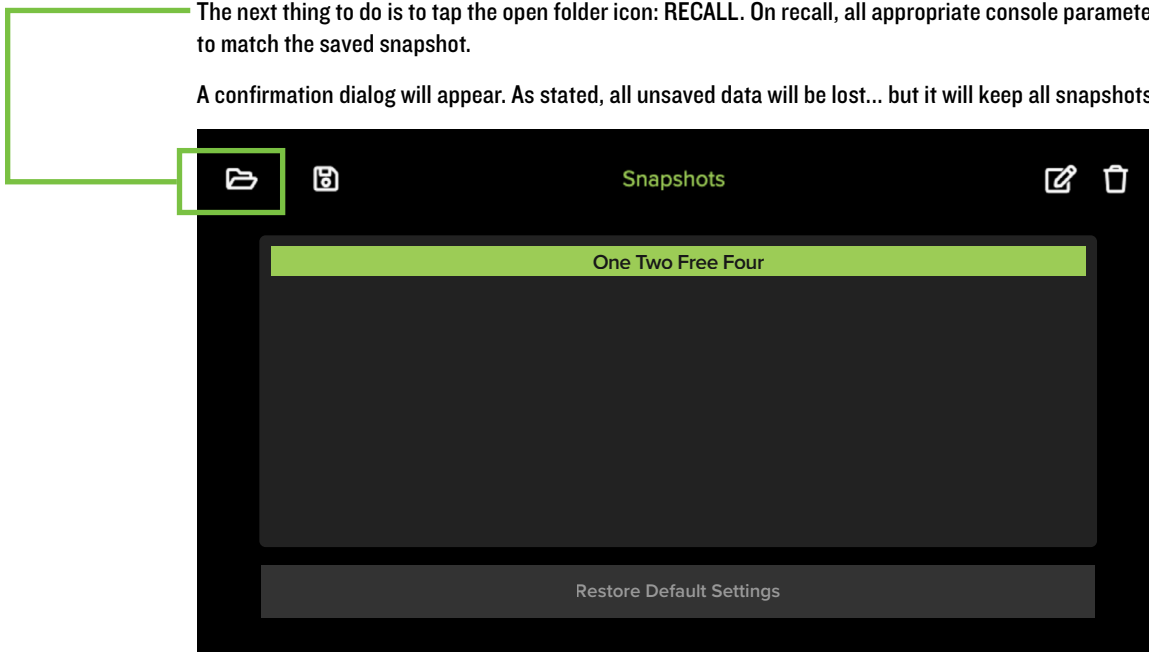 The next thing to do is to tap the open folder icon: RECALL. On recall, all appropriate console paramete
to match the saved snapshot.
A confirmation dialog will appear. As stated, all unsaved data will be lost... but it will keep all snapshots
Snapshots
One Two Free Four
Restore Default Settings